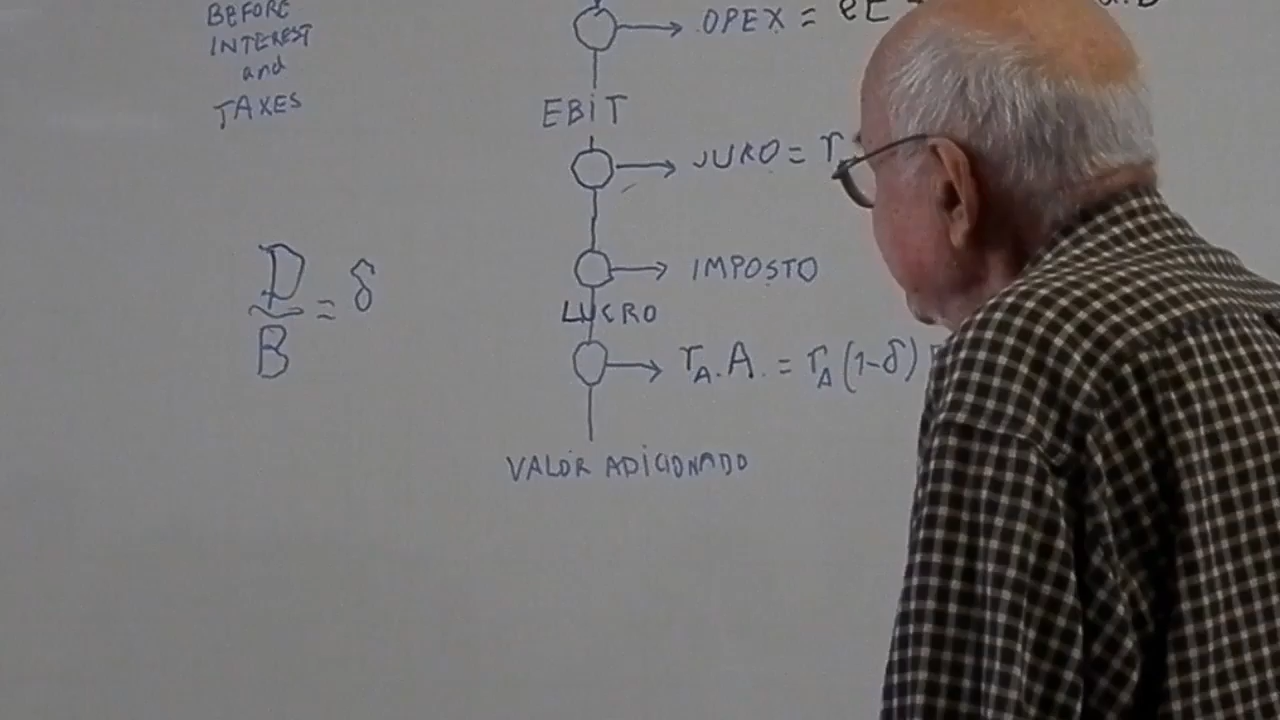 BEFORE
INTEREST
and
TAXES
OPEX = eE
EBIT
JURO = r
IMPOSTO
D/B = δ
LUCRO
r_A.A. = r_A(1-δ)
VALOR ADICIONADO